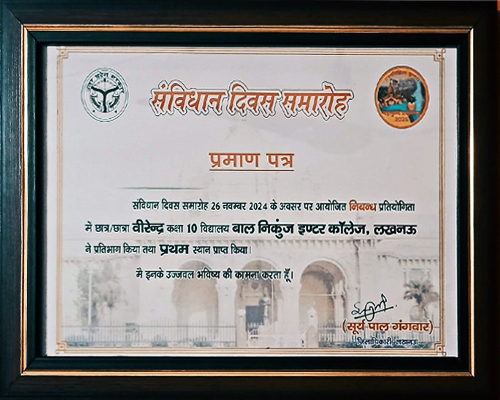 संविधान दिवस समारोह
प्रमाण पत्र
संविधान दिवस समारोह 26 नवम्बर 2024 के अवसर पर आयोजित निबन्ध प्रतियोगिता
में छात्र/छात्रा वीरेन्द्र कक्षा 10 विद्यालय बाल निकुंज इण्टर कॉलेज, लखनऊ
ने प्रतिभाग किया तथा प्रथम स्थान प्राप्त किया।
मै इनके उज्जवल भविष्य की कामना करता हूँ।
(सूर्य पाल गंगवार)
जिलाधिकारी, लखनऊ